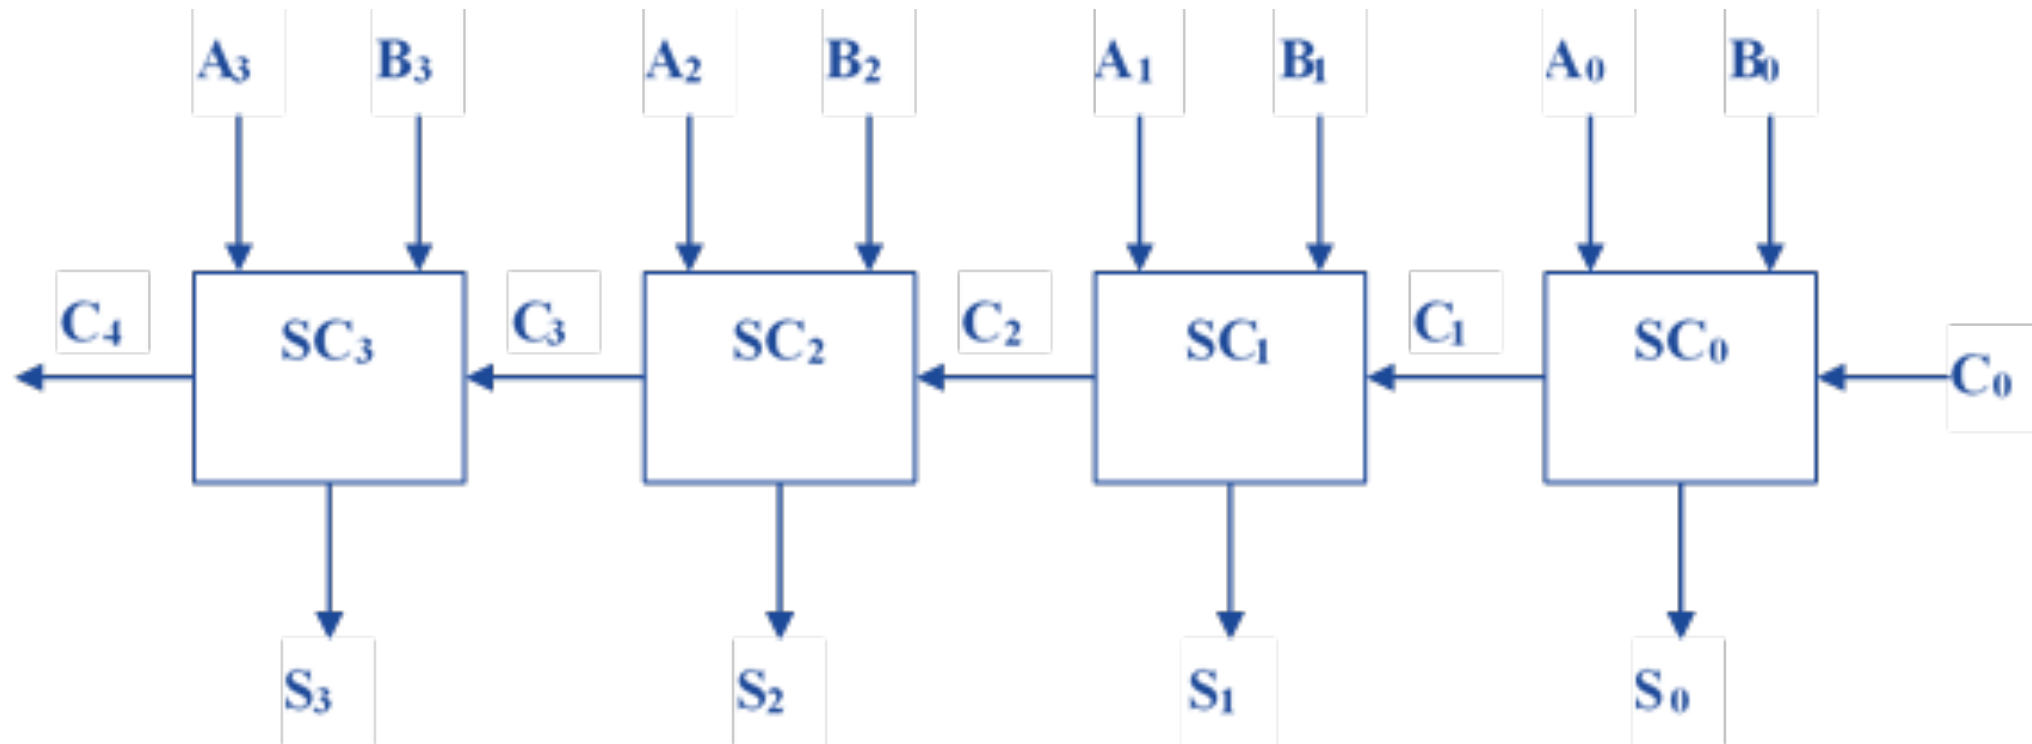 A3 B3 A2 B2 A1 B1 A0 B0
C4 SC3 C3 SC2 C2 SC1 C1 SC0 C0
S3 S2 S1 S0